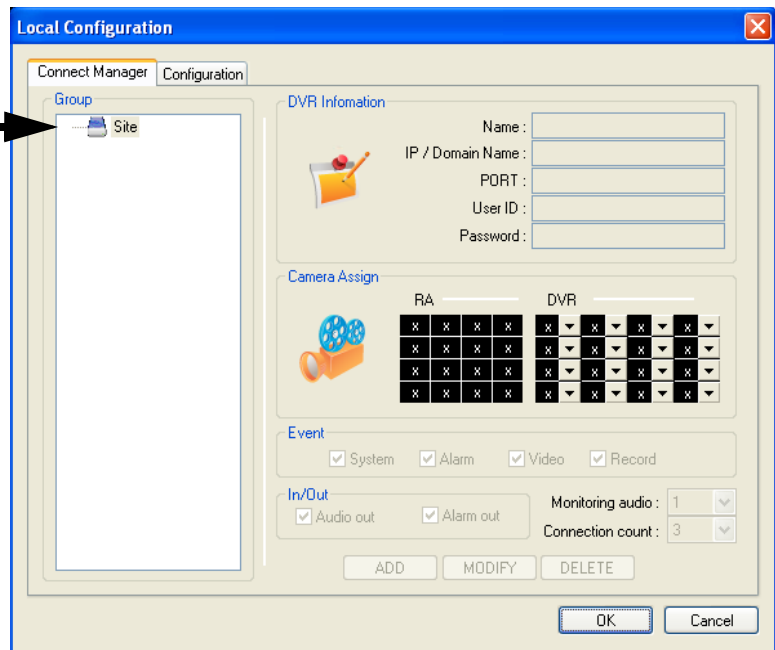 Local Configuration
Connect Manager
Configuration
Group
Site
DVR Infomation
Name :
IP / Domain Name :
PORT :
User ID :
Password :
Camera Assign
RA
DVR
x x x x x x x x
x x x x x x x x
x x x x x x x x
x x x x x x x x
Event
System Alarm Video Record
In/Out
Audio out Alarm out
Monitoring audio : 1
Connection count : 3
ADD MODIFY DELETE
OK Cancel